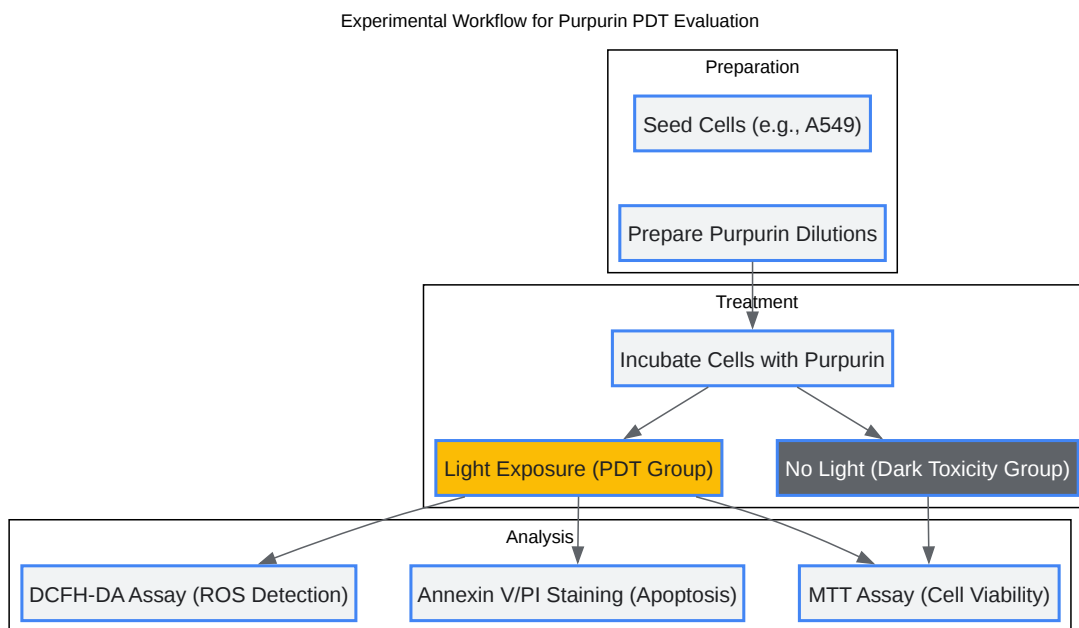 Experimental Workflow for Purpurin PDT Evaluation
Preparation
Seed Cells (e.g., A549)
Prepare Purpurin Dilutions
Treatment
Incubate Cells with Purpurin
Light Exposure (PDT Group)
No Light (Dark Toxicity Group)
Analysis
DCFH-DA Assay (ROS Detection)
Annexin V/PI Staining (Apoptosis)
MTT Assay (Cell Viability)